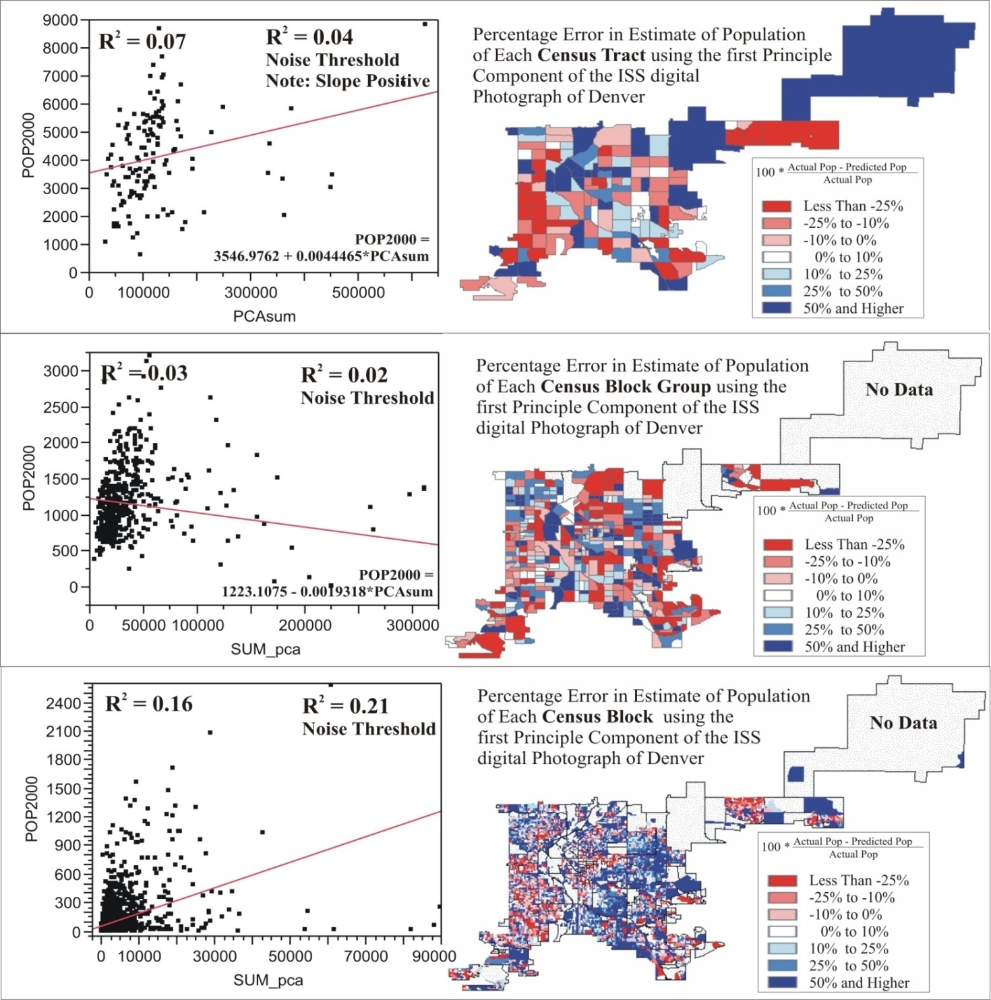 9000
8000
7000
6000
5000
4000
3000
2000
1000
0
POP2000
R² = 0.07
R² = 0.04
Noise Threshold
Note: Slope Positive
POP2000 =
3546.9762 + 0.0044465*PCAsum
0 100000 300000 500000
PCAsum
Percentage Error in Estimate of Population
of Each Census Tract using the first Principle
Component of the ISS digital
Photograph of Denver
100 * Actual Pop - Predicted Pop
Actual Pop
Less Than -25%
-25% to -10%
-10% to 0%
0% to 10%
10% to 25%
25% to 50%
50% and Higher
3000
2500
2000
1500
1000
500
0
POP2000
R² = 0.03
R² = 0.02
Noise Threshold
POP2000 =
1223.1075 - 0.0019318*PCAsum
0 50000 100000 200000 300000
SUM_pca
Percentage Error in Estimate of Population
of Each Census Block Group using the
first Principle Component of the ISS
digital Photograph of Denver
No Data
100 * Actual Pop - Predicted Pop
Actual Pop
Less Than -25%
-25% to -10%
-10% to 0%
0% to 10%
10% to 25%
25% to 50%
50% and Higher
2400
2100
1800
1500
1200
900
600
300
0
POP2000
R² = 0.16
R² = 0.21
Noise Threshold
0 10000 30000 50000 70000 90000
SUM_pca
Percentage Error in Estimate of Population
of Each Census Block using the
first Principle Component of the ISS
digital Photograph of Denver
No Data
100 * Actual Pop - Predicted Pop
Actual Pop
Less Than -25%
-25% to -10%
-10% to 0%
0% to 10%
10% to 25%
25% to 50%
50% and Higher